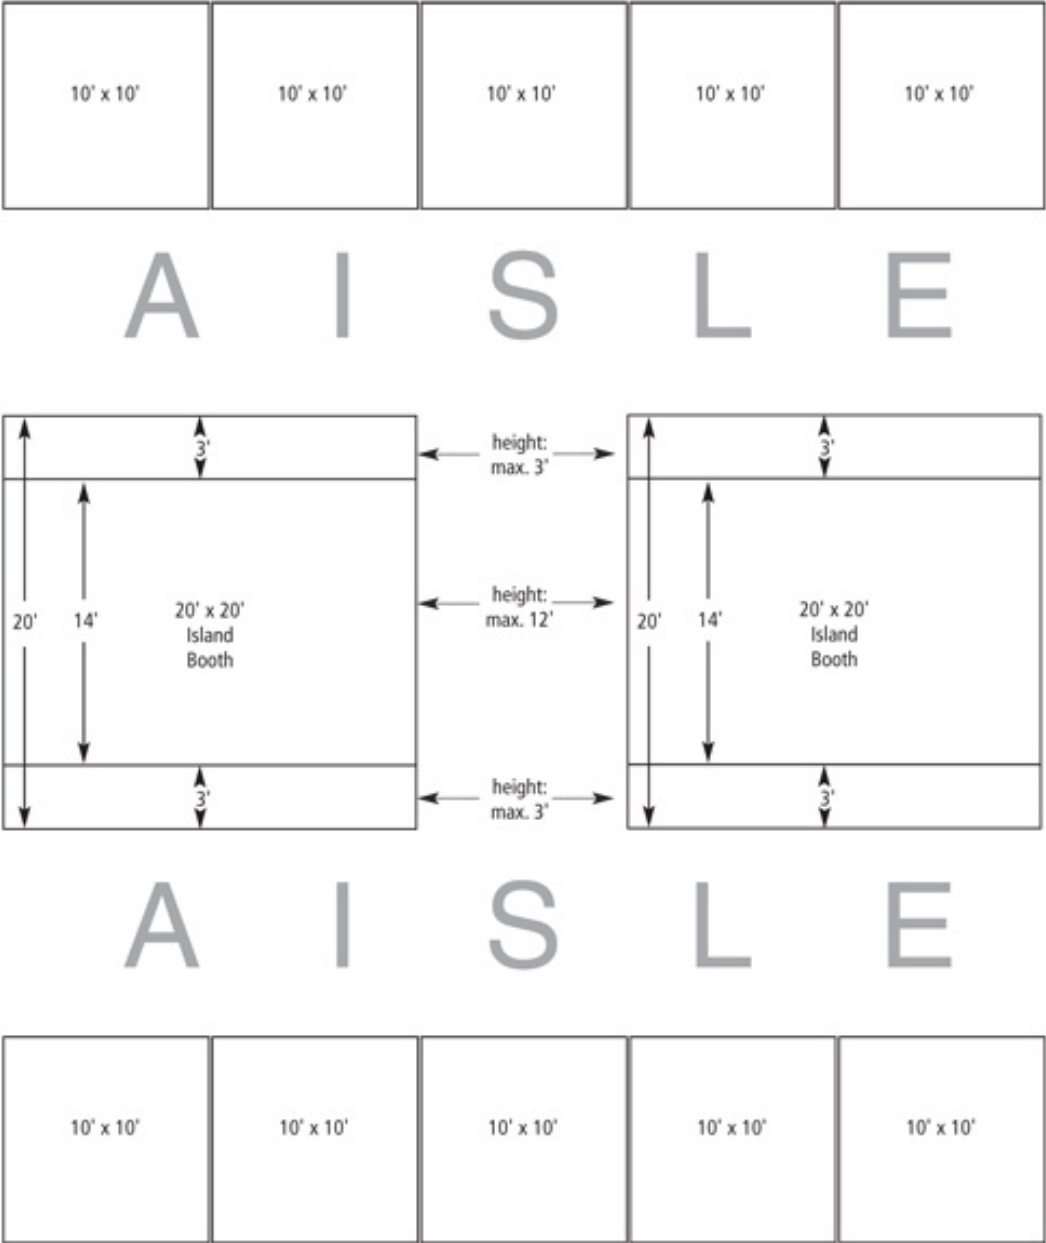 10' x 10' 10' x 10' 10' x 10' 10' x 10' 10' x 10'
A I S L E
3' height: 3'
max. 3'
20' 14' 20' x 20'
Island
Booth
height:
max. 12'
20' 14' 20' x 20'
Island
Booth
3' height: 3'
max. 3'
A I S L E
10' x 10' 10' x 10' 10' x 10' 10' x 10' 10' x 10'